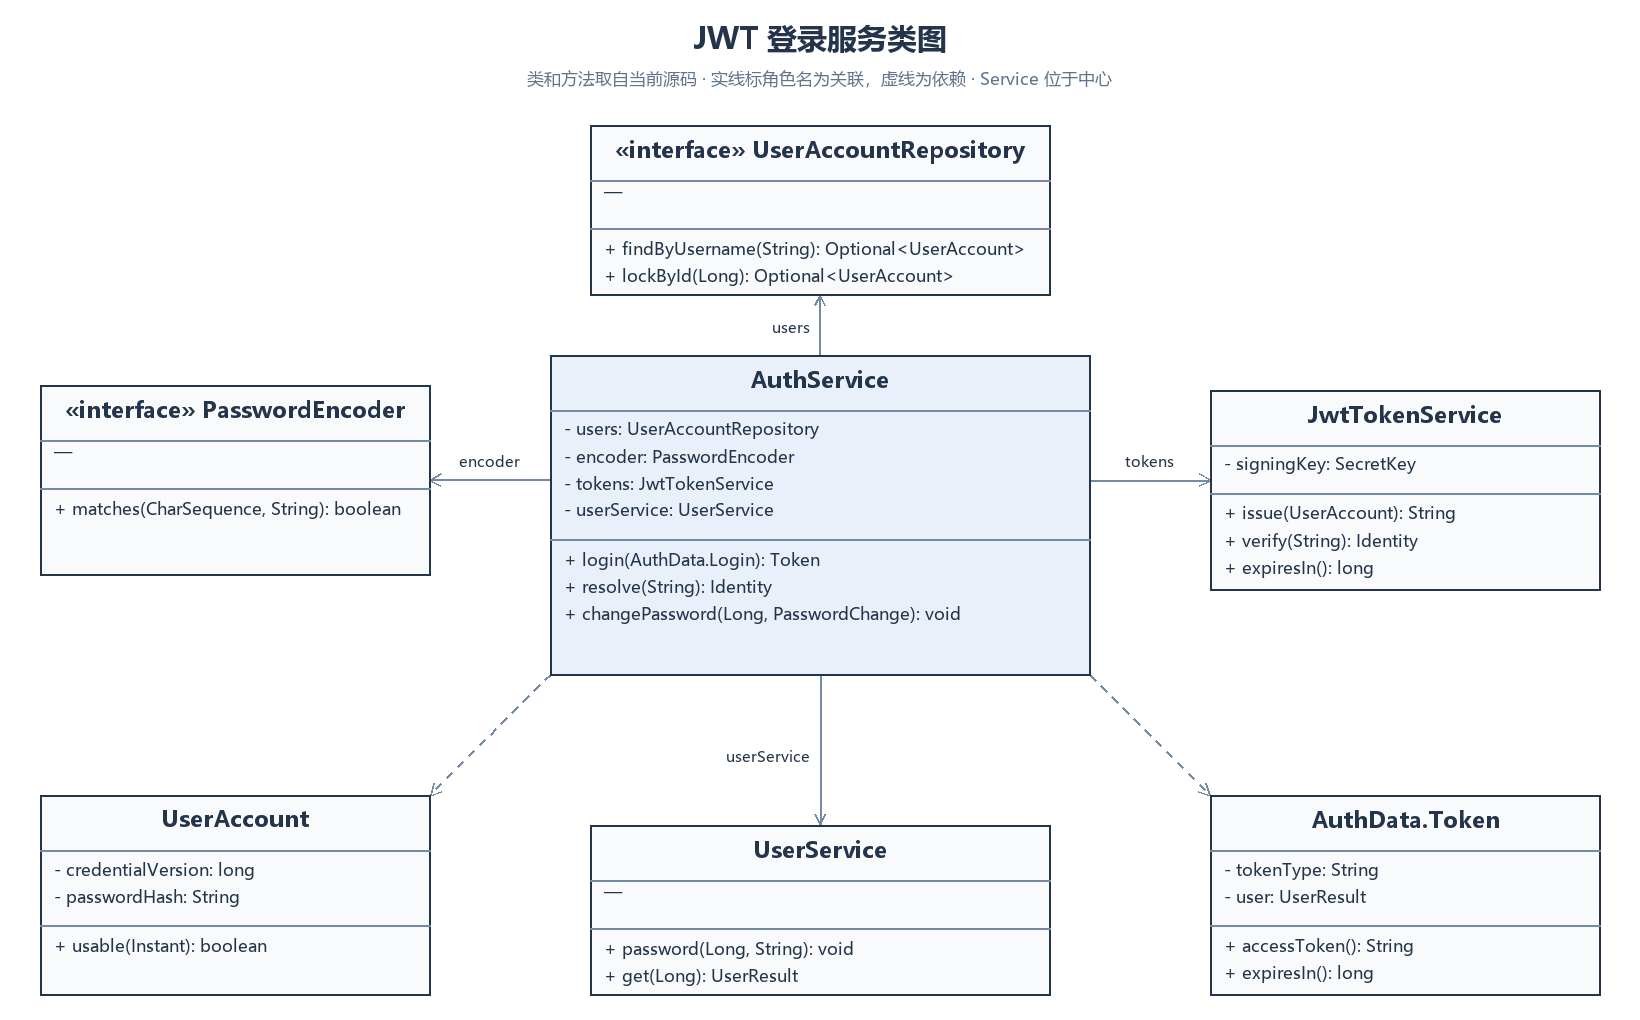 JWT 登录服务类图
类和方法取自当前源码 · 实线标角色名为关联，虚线为依赖 · Service 位于中心
«interface» UserAccountRepository
—
+ findByUsername(String): Optional<UserAccount>
+ lockById(Long): Optional<UserAccount>
users
«interface» PasswordEncoder
—
+ matches(CharSequence, String): boolean
encoder
AuthService
- users: UserAccountRepository
- encoder: PasswordEncoder
- tokens: JwtTokenService
- userService: UserService
+ login(AuthData.Login): Token
+ resolve(String): Identity
+ changePassword(Long, PasswordChange): void
tokens
JwtTokenService
- signingKey: SecretKey
+ issue(UserAccount): String
+ verify(String): Identity
+ expiresIn(): long
userService
UserAccount
- credentialVersion: long
- passwordHash: String
+ usable(Instant): boolean
UserService
—
+ password(Long, String): void
+ get(Long): UserResult
AuthData.Token
- tokenType: String
- user: UserResult
+ accessToken(): String
+ expiresIn(): long